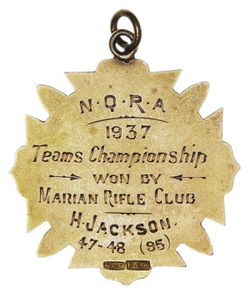 N·Q·R·A
1937
Teams Championship
WON BY
MARIAN RIFLE CLUB
H·JACKSON.
47-48 (95)